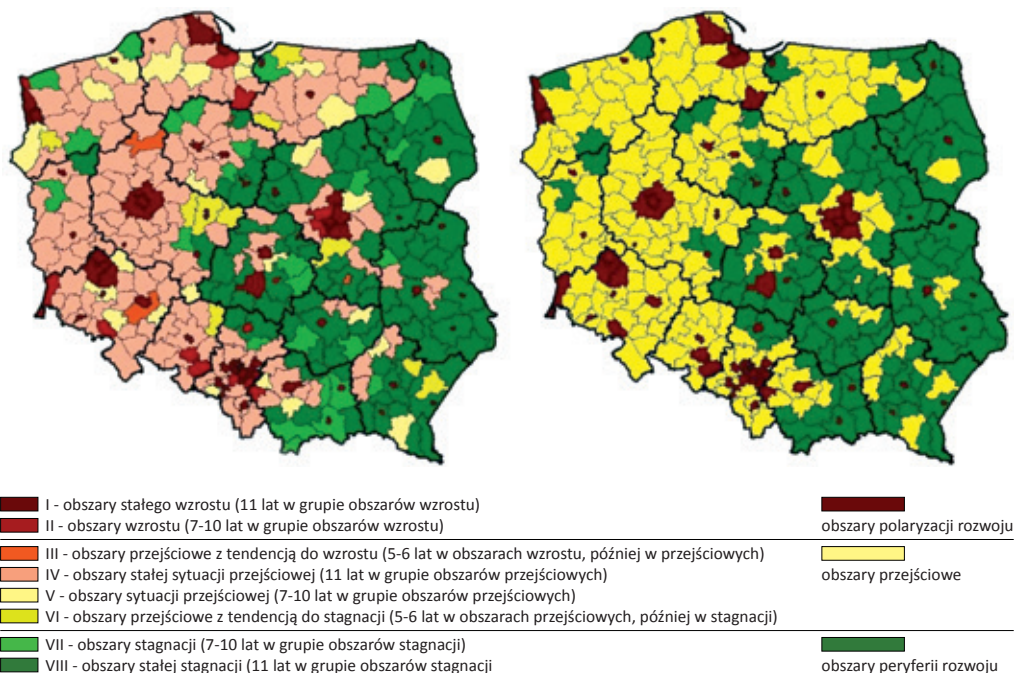 I - obszary stałego wzrostu (11 lat w grupie obszarów wzrostu)
II - obszary wzrostu (7-10 lat w grupie obszarów wzrostu)
obszary polaryzacji rozwoju
III - obszary przejściowe z tendencją do wzrostu (5-6 lat w obszarach wzrostu, później w przejściowych)
IV - obszary stałej sytuacji przejściowej (11 lat w grupie obszarów przejściowych)
obszary przejściowe
V - obszary sytuacji przejściowej (7-10 lat w grupie obszarów przejściowych)
VI - obszary przejściowe z tendencją do stagnacji (5-6 lat w obszarach przejściowych, później w stagnacji)
VII - obszary stagnacji (7-10 lat w grupie obszarów stagnacji)
VIII - obszary stałej stagnacji (11 lat w grupie obszarów stagnacji
obszary peryferii rozwoju